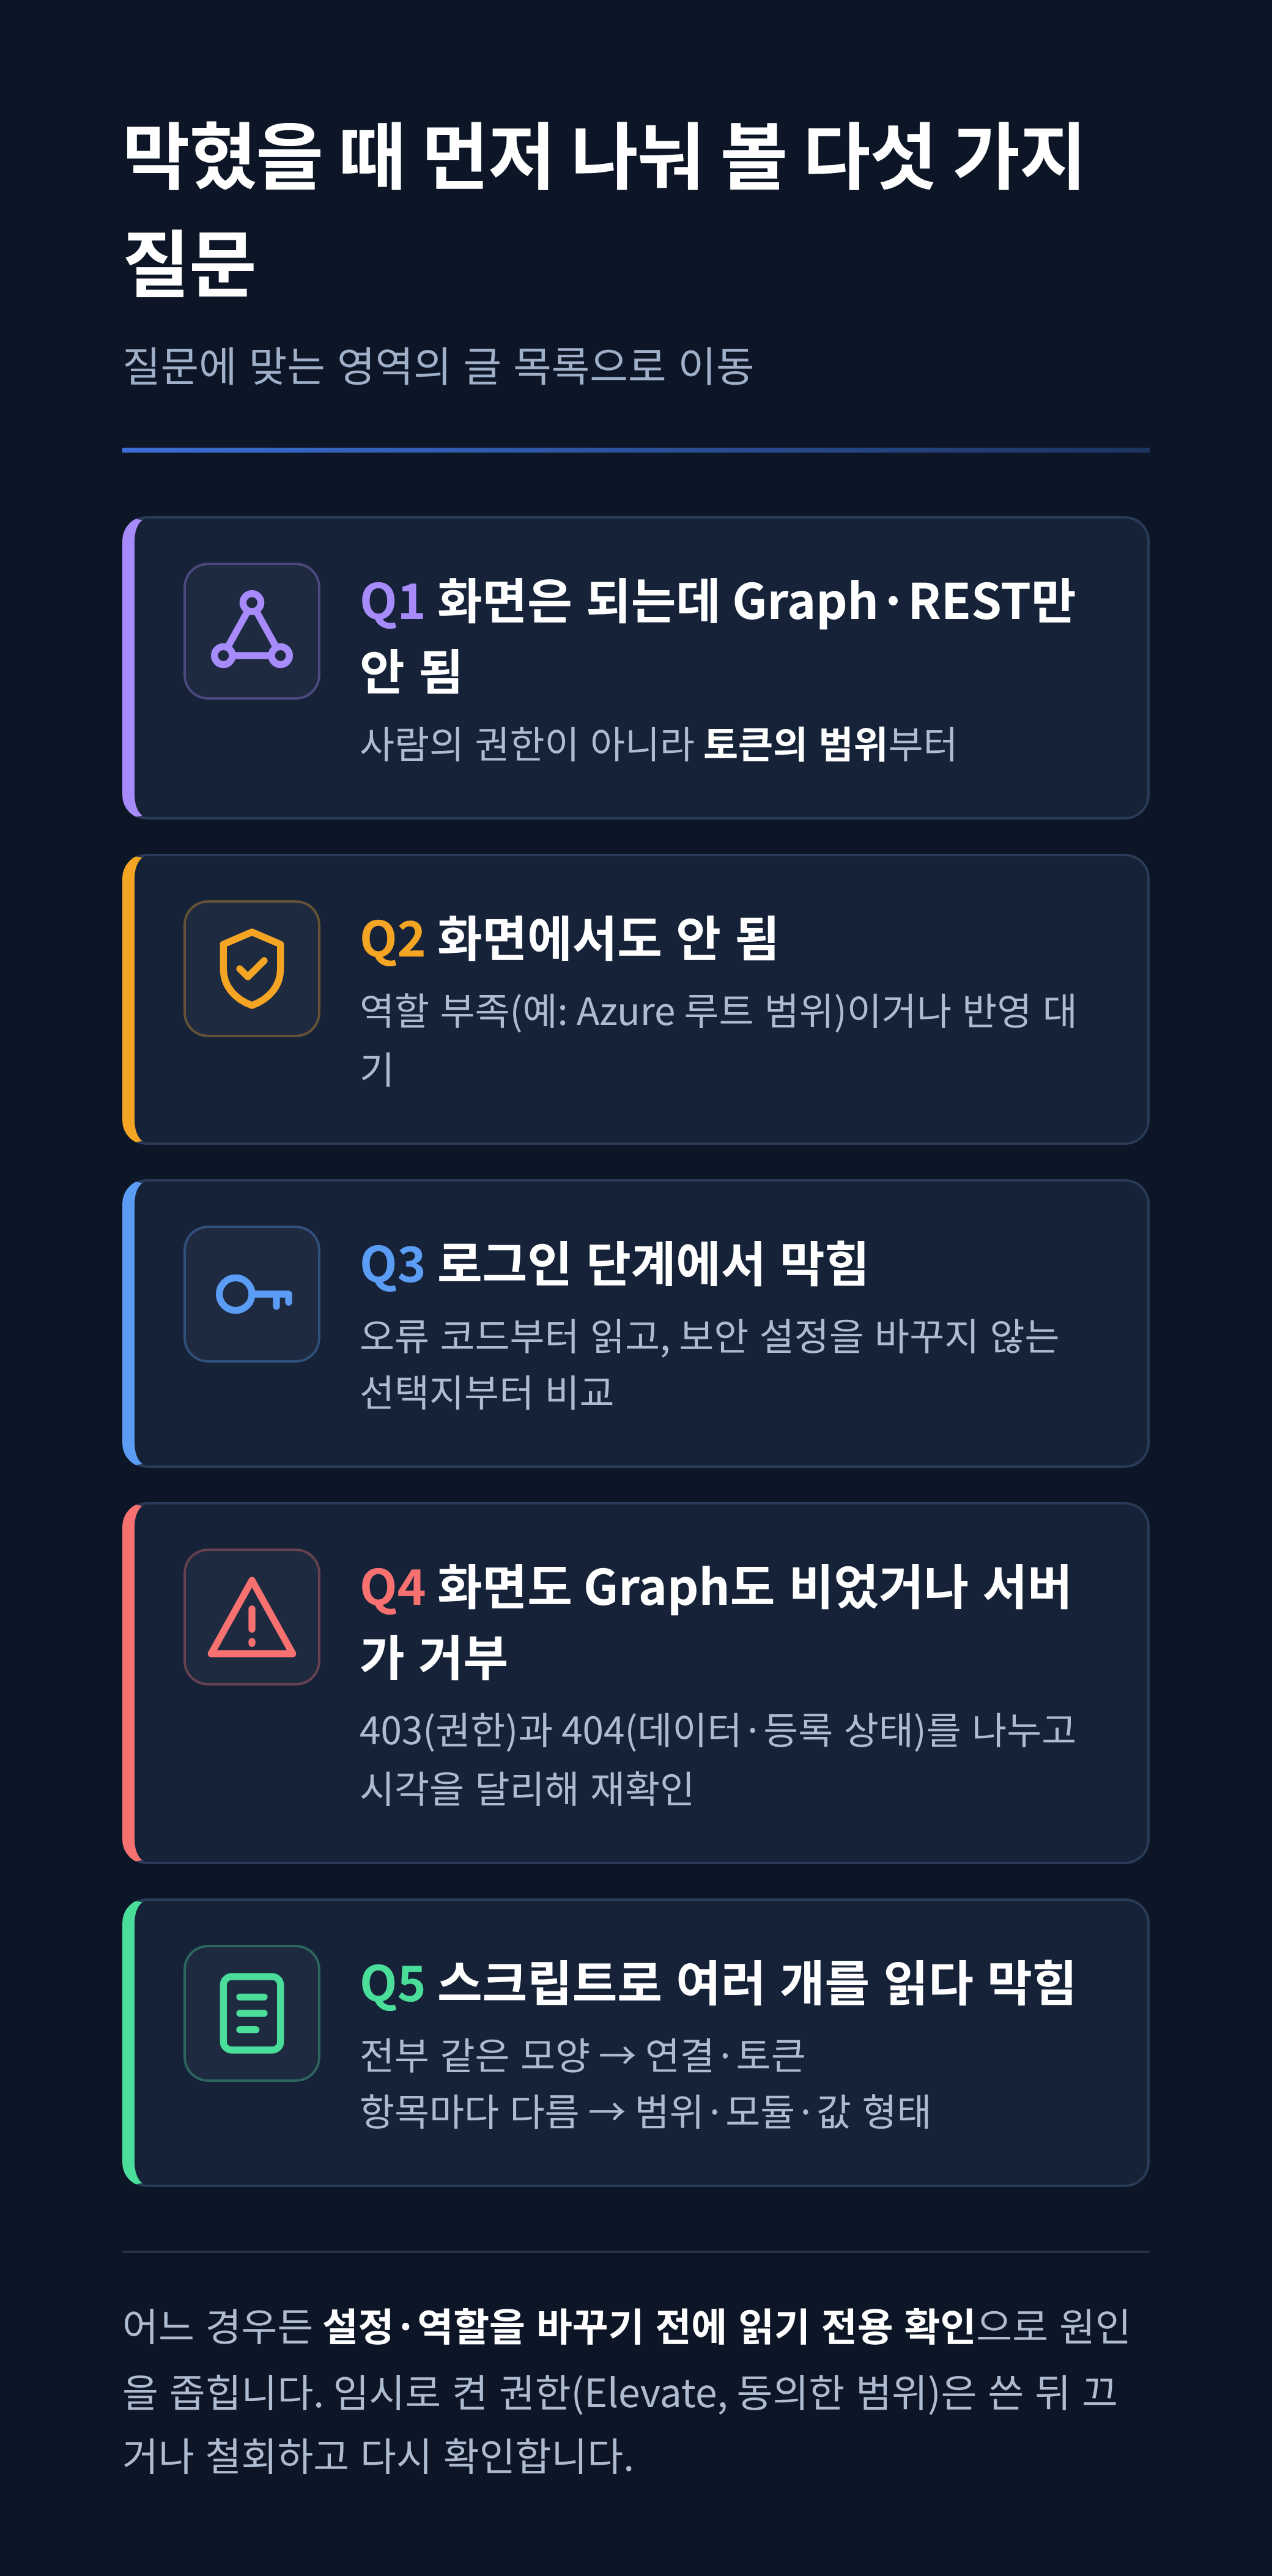 막혔을 때 먼저 나눠 볼 다섯 가지
질문
질문에 맞는 영역의 글 목록으로 이동
Q1 화면은 되는데 Graph·REST만
안 됨
사람의 권한이 아니라 토큰의 범위부터
Q2 화면에서도 안 됨
역할 부족(예: Azure 루트 범위)이거나 반영 대
기
Q3 로그인 단계에서 막힘
오류 코드부터 읽고, 보안 설정을 바꾸지 않는
선택지부터 비교
Q4 화면도 Graph도 비었거나 서버
가 거부
403(권한)과 404(데이터·등록 상태)를 나누고
시각을 달리해 재확인
Q5 스크립트로 여러 개를 읽다 막힘
전부 같은 모양 → 연결·토큰
항목마다 다름 → 범위·모듈·값 형태
어느 경우든 설정·역할을 바꾸기 전에 읽기 전용 확인으로 원인
을 좁힙니다. 임시로 켠 권한(Elevate, 동의한 범위)은 쓴 뒤 끄
거나 철회하고 다시 확인합니다.